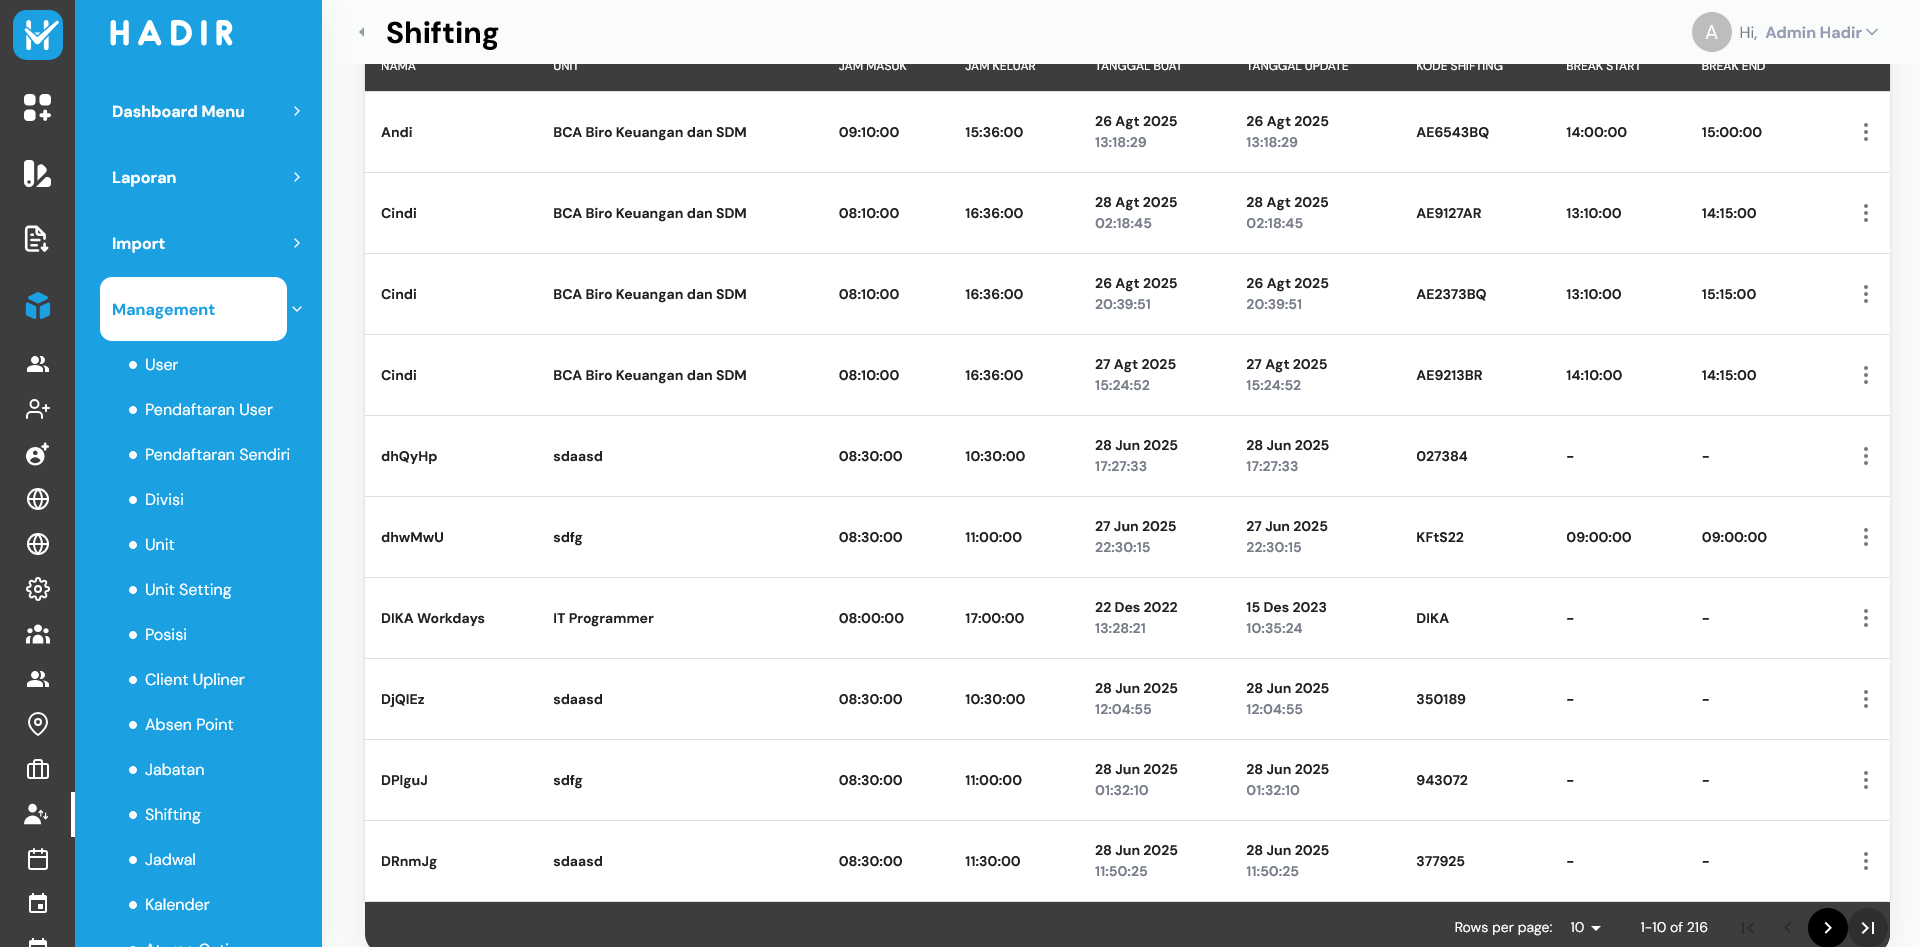 HADIR
Shifting
A
Hi, Admin Hadir
Dashboard Menu
Laporan
Import
Management
User
Pendaftaran User
Pendaftaran Sendiri
Divisi
Unit
Unit Setting
Posisi
Client Upliner
Absen Point
Jabatan
Shifting
Jadwal
Kalender
NAMA UNIT JAM MASUK JAM KELUAR TANGGAL BUAT TANGGAL UPDATE KODE SHIFTING BREAK START BREAK END
Andi BCA Biro Keuangan dan SDM 09:10:00 15:36:00 26 Agt 2025 26 Agt 2025 AE6543BQ 14:00:00 15:00:00
13:18:29 13:18:29
Cindi BCA Biro Keuangan dan SDM 08:10:00 16:36:00 28 Agt 2025 28 Agt 2025 AE9127AR 13:10:00 14:15:00
02:18:45 02:18:45
Cindi BCA Biro Keuangan dan SDM 08:10:00 16:36:00 26 Agt 2025 26 Agt 2025 AE2373BQ 13:10:00 15:15:00
20:39:51 20:39:51
Cindi BCA Biro Keuangan dan SDM 08:10:00 16:36:00 27 Agt 2025 27 Agt 2025 AE9213BR 14:10:00 14:15:00
15:24:52 15:24:52
dhQyHp sdaasd 08:30:00 10:30:00 28 Jun 2025 28 Jun 2025 027384 - -
17:27:33 17:27:33
dhwMwU sdfg 08:30:00 11:00:00 27 Jun 2025 27 Jun 2025 KFtS22 09:00:00 09:00:00
22:30:15 22:30:15
DIKA Workdays IT Programmer 08:00:00 17:00:00 22 Des 2022 15 Des 2023 DIKA - -
13:28:21 10:35:24
DjQIEz sdaasd 08:30:00 10:30:00 28 Jun 2025 28 Jun 2025 350189 - -
12:04:55 12:04:55
DPlguJ sdfg 08:30:00 11:00:00 28 Jun 2025 28 Jun 2025 943072 - -
01:32:10 01:32:10
DRnmJg sdaasd 08:30:00 11:30:00 28 Jun 2025 28 Jun 2025 377925 - -
11:50:25 11:50:25
Rows per page: 10 1-10 of 216